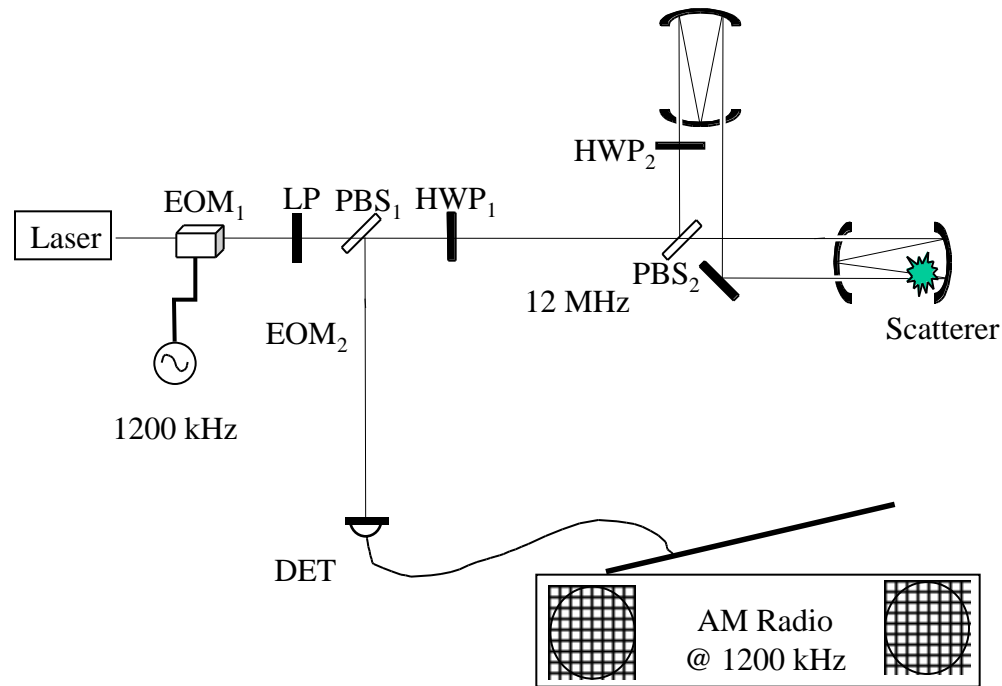 HWP₂
EOM₁
LP
PBS₁
HWP₁
Laser
PBS₂
12 MHz
Scatterer
EOM₂
1200 kHz
DET
AM Radio
@ 1200 kHz